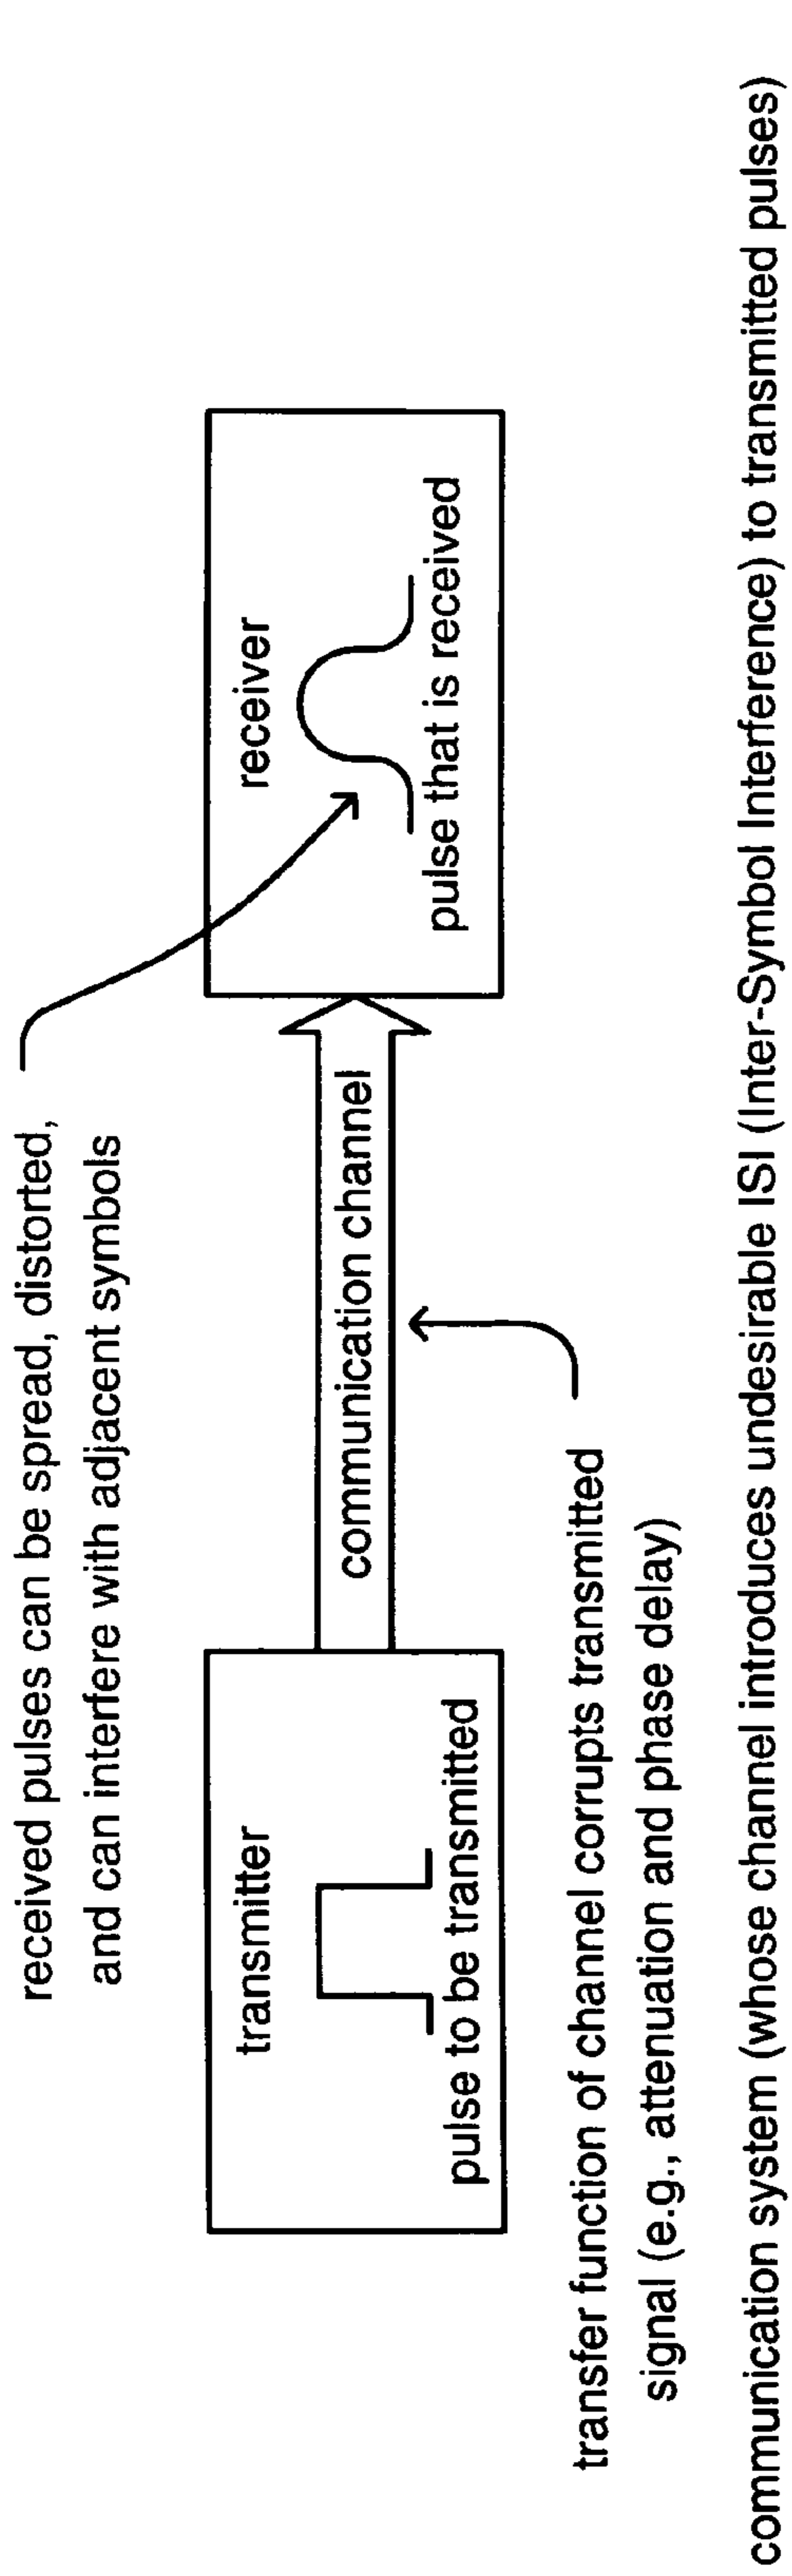 received pulses can be spread, distorted,
and can interfere with adjacent symbols
transmitter
pulse to be transmitted
communication channel
receiver
pulse that is received
transfer function of channel corrupts transmitted
signal (e.g., attenuation and phase delay)
communication system (whose channel introduces undesirable ISI (Inter-Symbol Interference) to transmitted pulses)